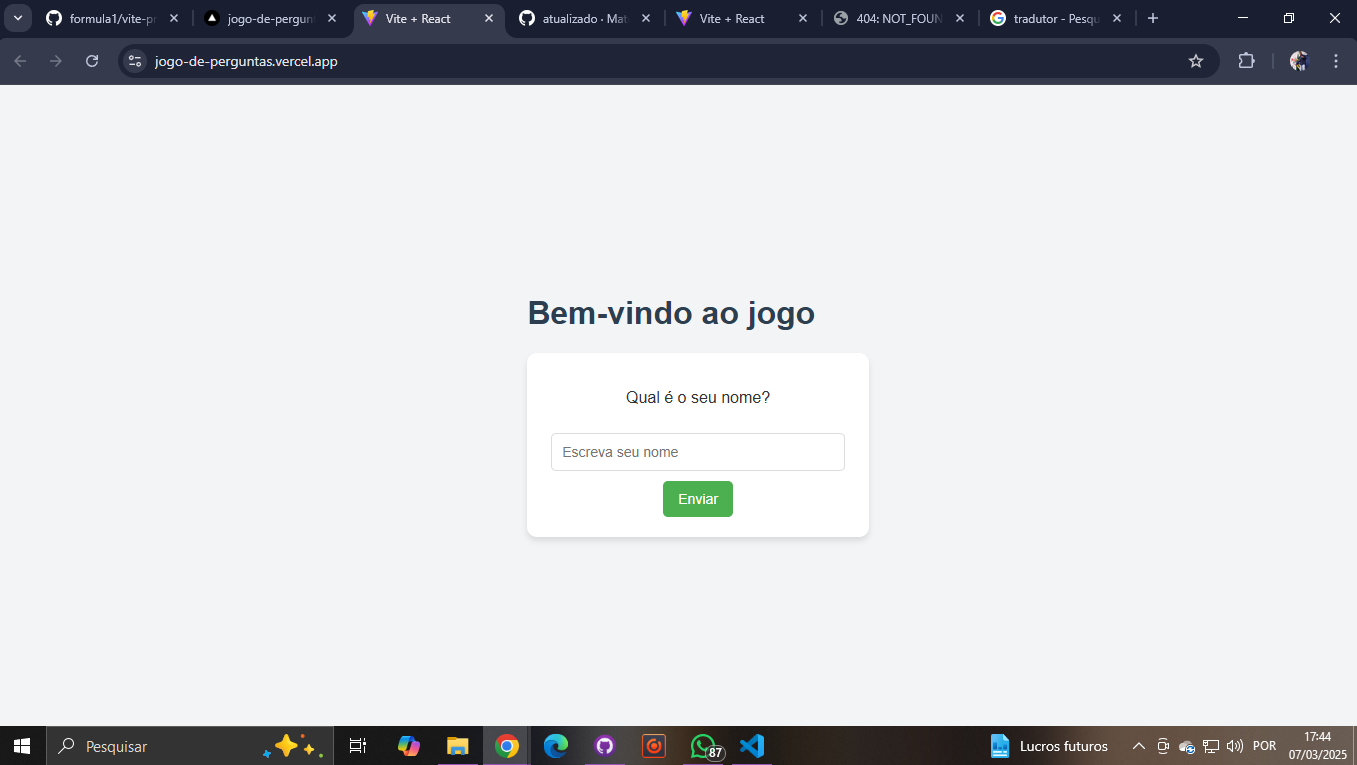 formula1/vite-pr
jogo-de-pergunt
Vite + React
atualizado · Mat
Vite + React
404: NOT_FOUN
tradutor - Pesqu
jogo-de-perguntas.vercel.app
Bem-vindo ao jogo
Qual é o seu nome?
Escreva seu nome
Enviar
Pesquisar
87
Lucros futuros
POR
17:44
07/03/2025